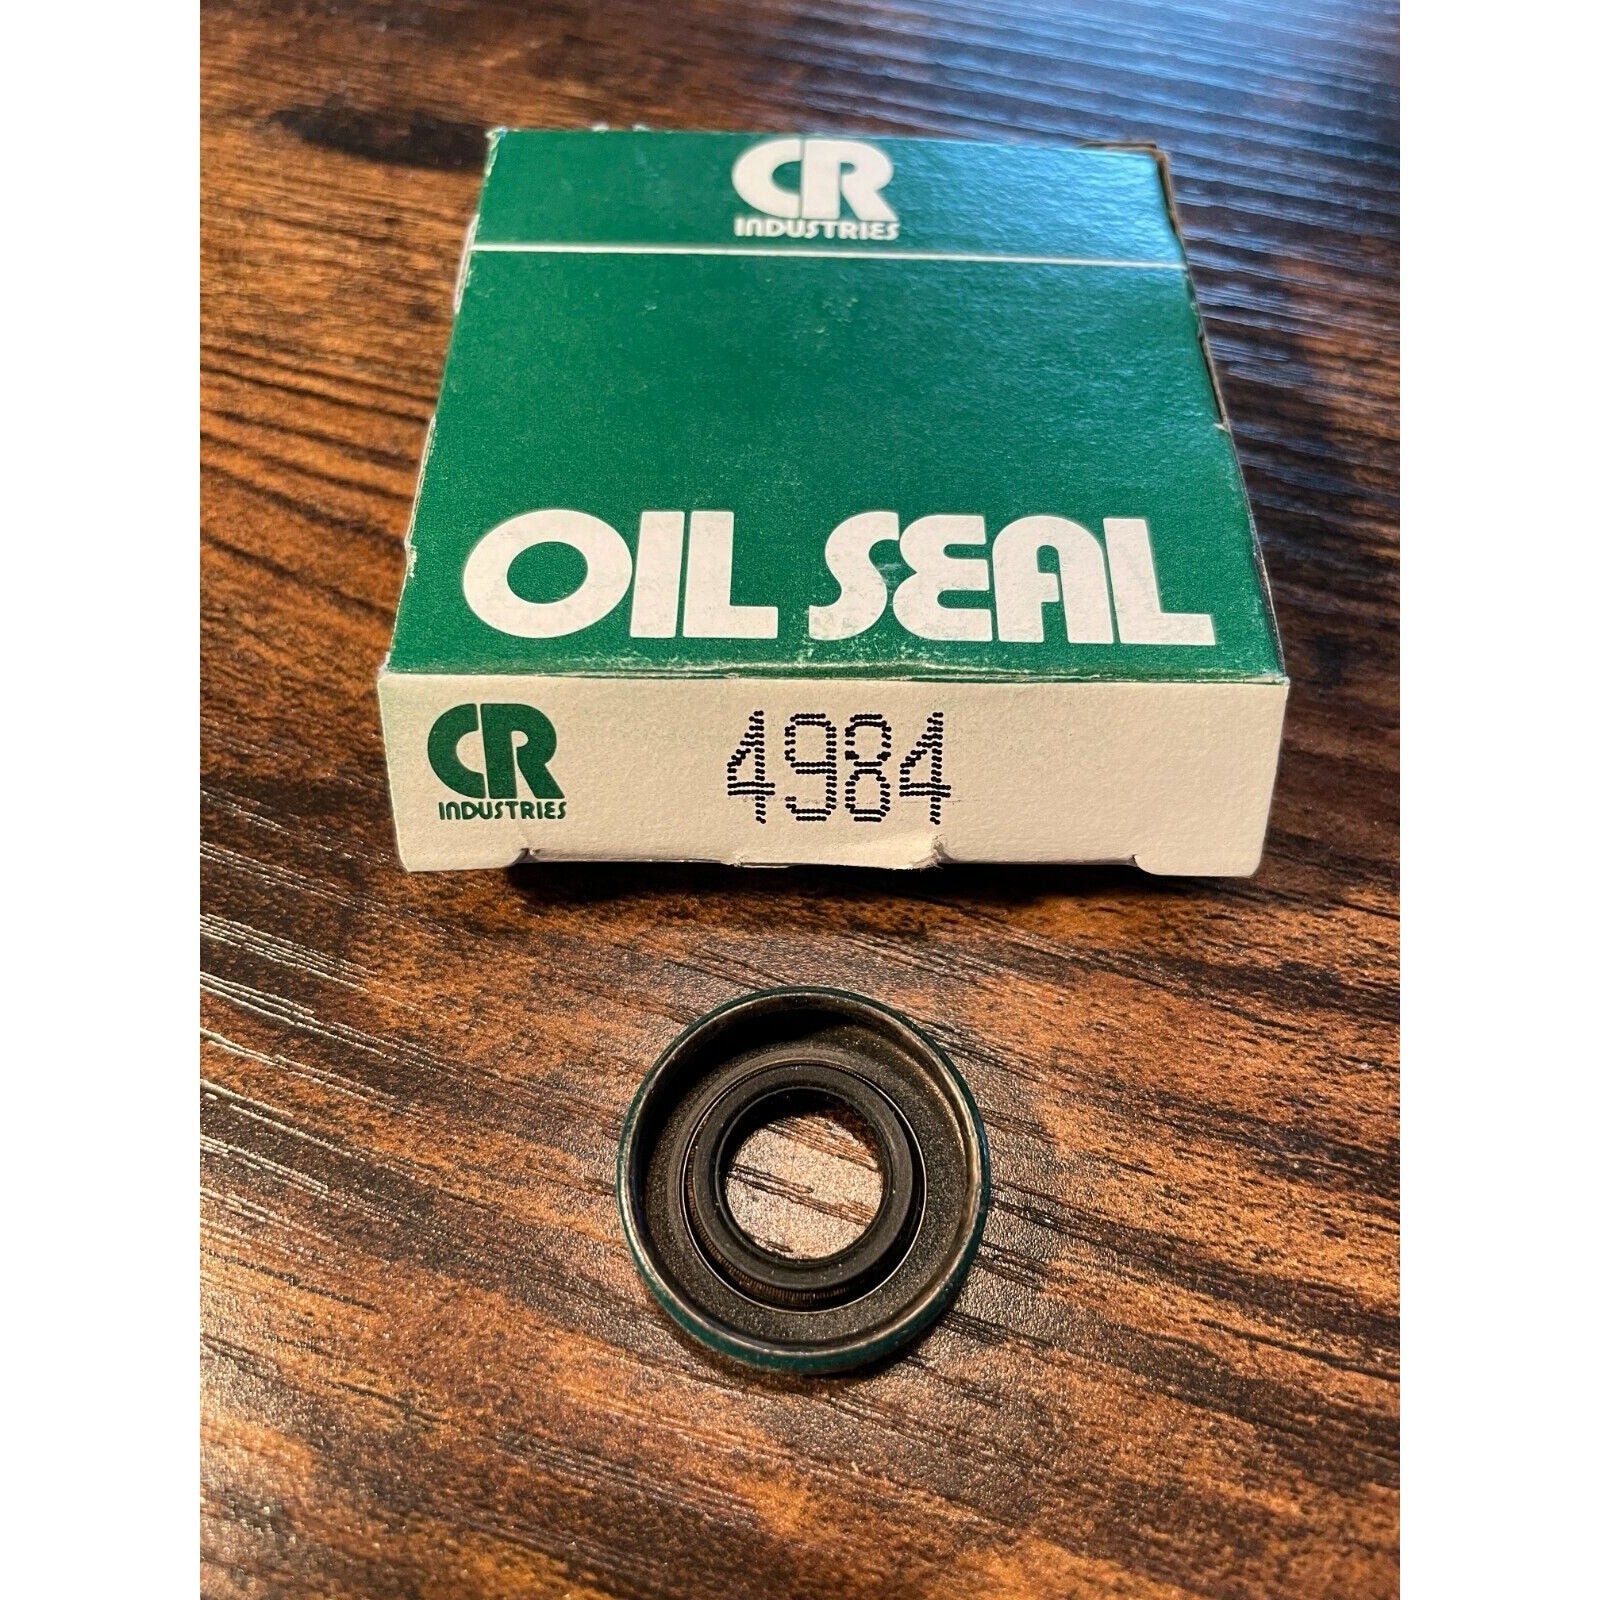 CR
INDUSTRIES
OIL SEAL
CR
INDUSTRIES
4984